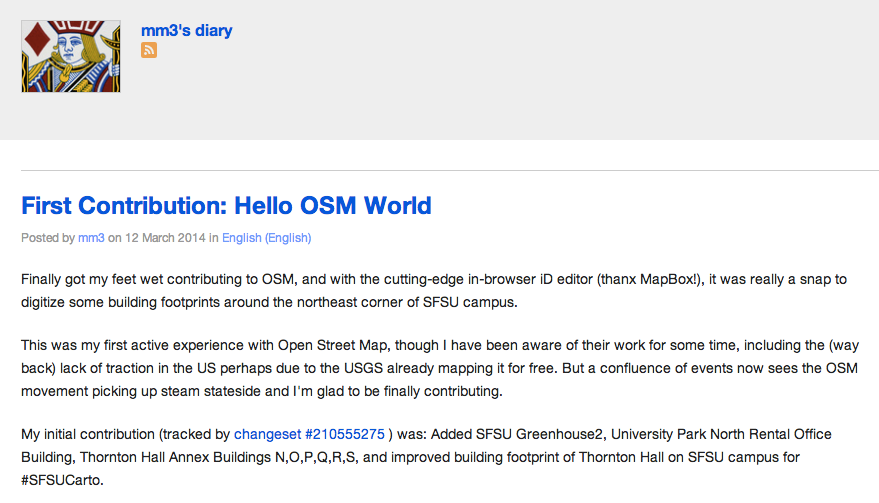 mm3's diary
First Contribution: Hello OSM World
Posted by mm3 on 12 March 2014 in English (English)
Finally got my feet wet contributing to OSM, and with the cutting-edge in-browser iD editor (thanx MapBox!), it was really a snap to
digitize some building footprints around the northeast corner of SFSU campus.
This was my first active experience with Open Street Map, though I have been aware of their work for some time, including the (way
back) lack of traction in the US perhaps due to the USGS already mapping it for free. But a confluence of events now sees the OSM
movement picking up steam stateside and I'm glad to be finally contributing.
My initial contribution (tracked by changeset #210555275 ) was: Added SFSU Greenhouse2, University Park North Rental Office
Building, Thornton Hall Annex Buildings N,O,P,Q,R,S, and improved building footprint of Thornton Hall on SFSU campus for
#SFSUCarto.